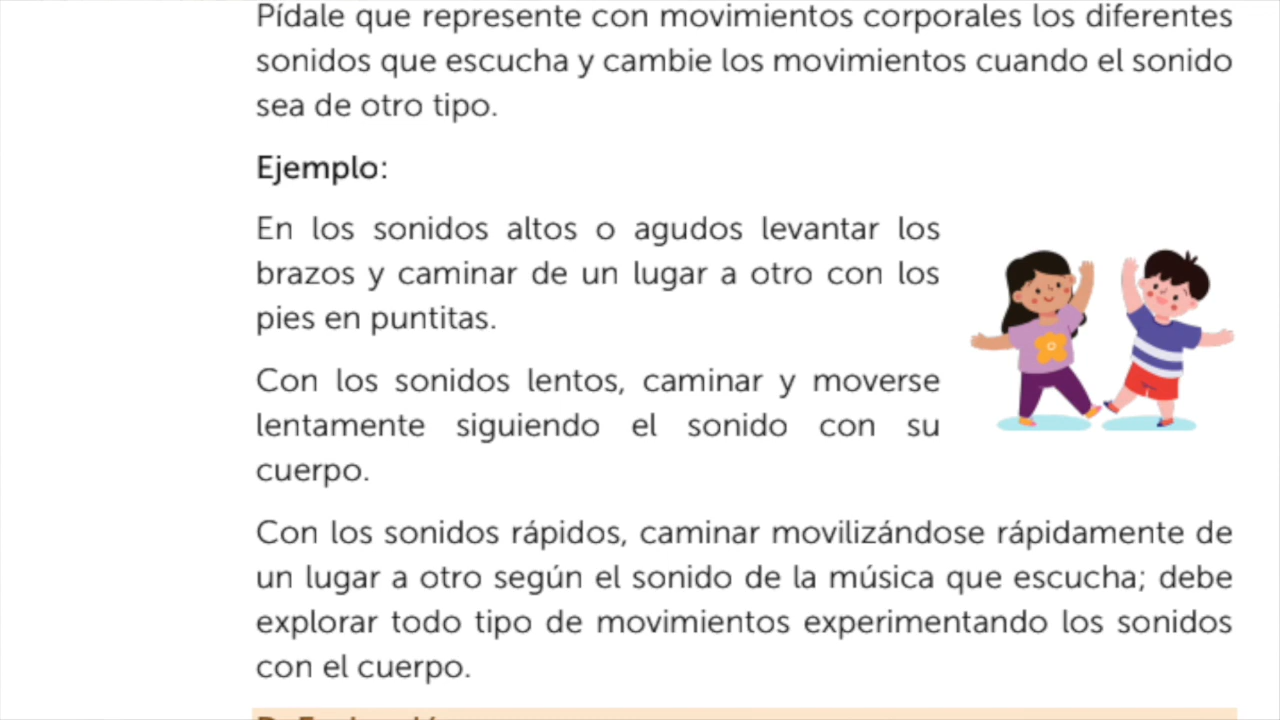 Pídale que represente con movimientos corporales los diferentes
sonidos que escucha y cambie los movimientos cuando el sonido
sea de otro tipo.
Ejemplo:
En los sonidos altos o agudos levantar los
brazos y caminar de un lugar a otro con los
pies en puntitas.
Con los sonidos lentos, caminar y moverse
lentamente siguiendo el sonido con su
cuerpo.
Con los sonidos rápidos, caminar movilizándose rápidamente de
un lugar a otro según el sonido de la música que escucha; debe
explorar todo tipo de movimientos experimentando los sonidos
con el cuerpo.